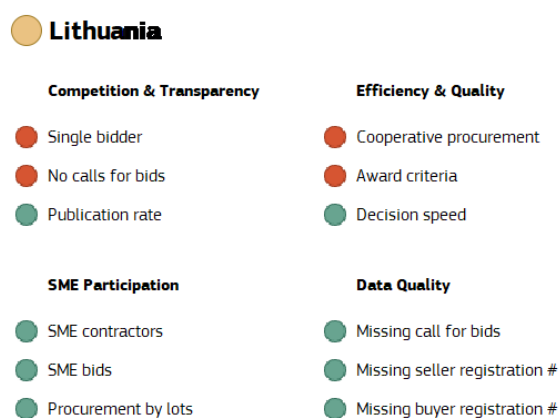 Lithuania
Competition & Transparency
Single bidder
No calls for bids
Publication rate
Efficiency & Quality
Cooperative procurement
Award criteria
Decision speed
SME Participation
SME contractors
SME bids
Procurement by lots
Data Quality
Missing call for bids
Missing seller registration #
Missing buyer registration #